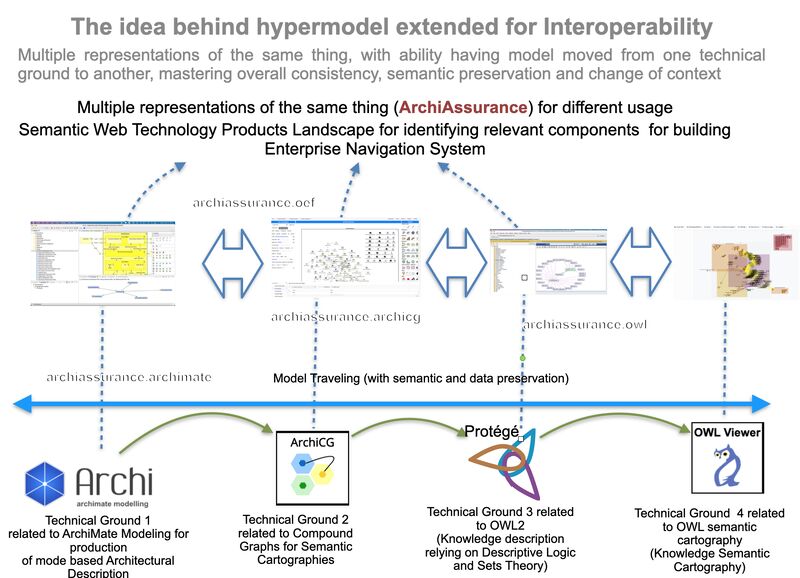 The idea behind hypermodel extended for Interoperability
Multiple representations of the same thing, with ability having model moved from one technical
ground to another, mastering overall consistency, semantic preservation and change of context
Multiple representations of the same thing (ArchiAssurance) for different usage
Semantic Web Technology Products Landscape for identifying relevant components for building
Enterprise Navigation System
archiassurance.oef
archiassurance.archicg
archiassurance.owl
archiassurance.archimate
Model Traveling (with semantic and data preservation)
Archi
archimate modelling
ArchiCG
Protégé
OWL Viewer
Technical Ground 1
related to ArchiMate Modeling for
production
of mode based Architectural
Description
Technical Ground 2
related to Compound
Graphs for Semantic
Cartographies
Technical Ground 3 related
to OWL2
(Knowledge description
relying on Descriptive Logic
and Sets Theory)
Technical Ground 4 related
to OWL semantic
cartography
(Knowledge Semantic
Cartography)